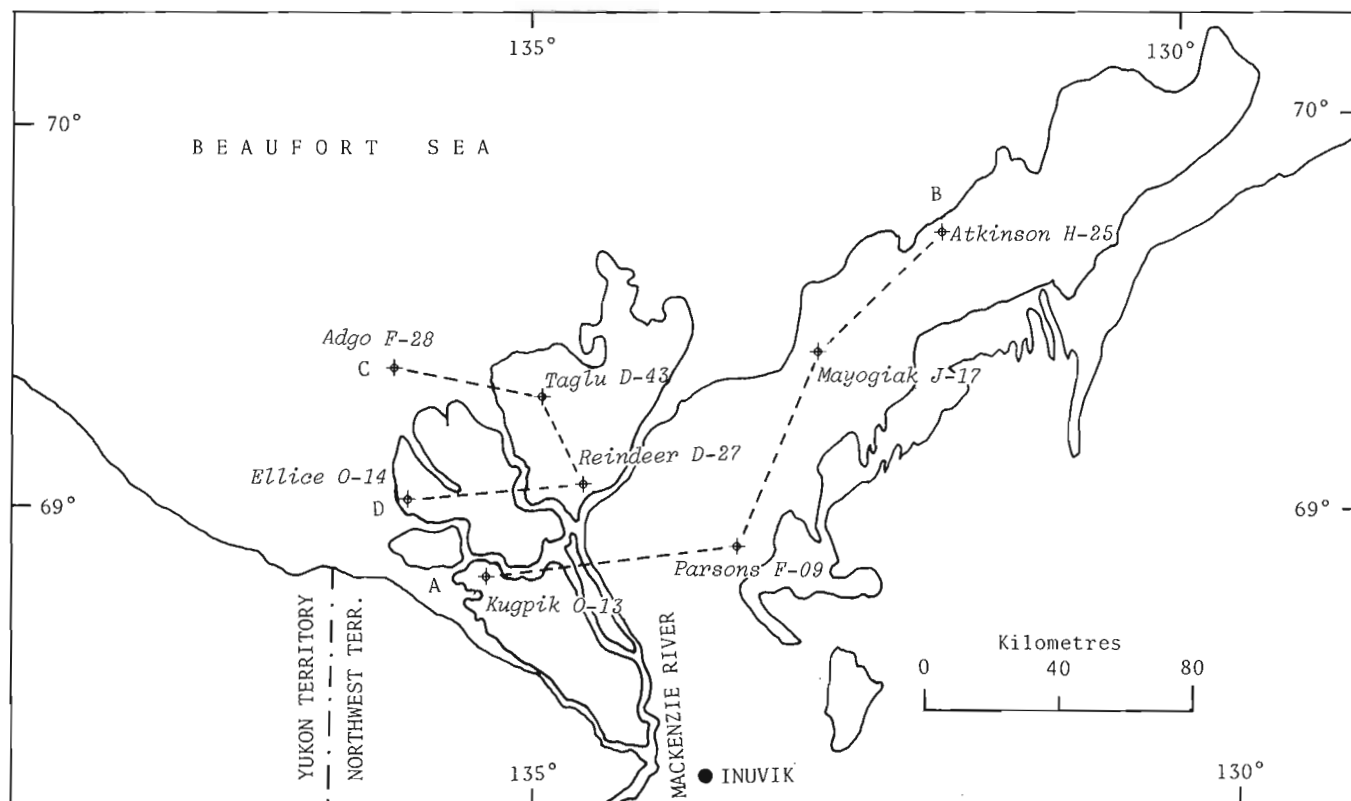 135°
130°
70°
70°
BEAUFORT SEA
B
Atkinson H-25
Adgo F-28
C
Taglu D-43
Mayogiak J-17
Reindeer D-27
Ellice O-14
D
69°
69°
A
Kugpik O-13
Parsons F-09
YUKON TERRITORY
NORTHWEST TERR.
MACKENZIE RIVER
Kilometres
0 40 80
135°
INUVIK
130°